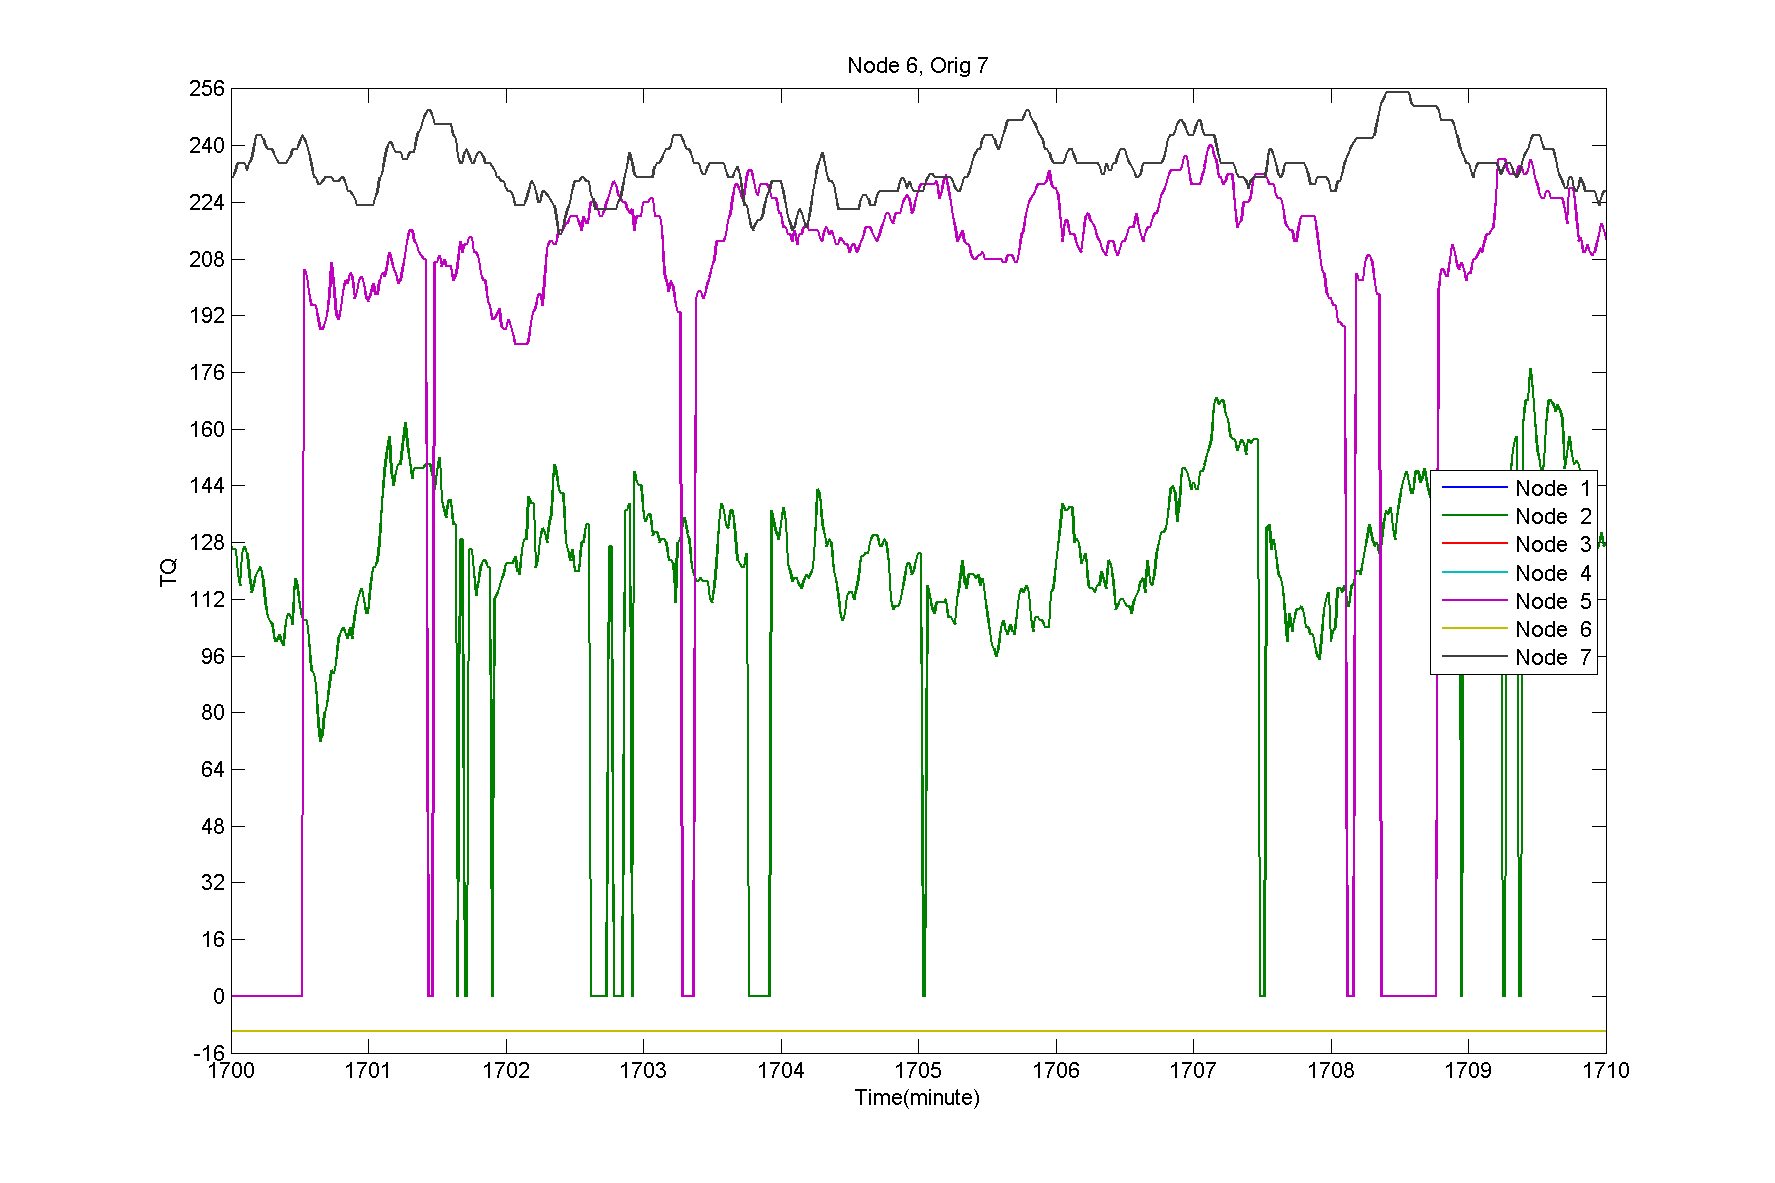 Node 6, Orig 7
256
240
224
208
192
176
160
144
128
112
96
80
64
48
32
16
0
-16
TQ
Node 1
Node 2
Node 3
Node 4
Node 5
Node 6
Node 7
1700 1701 1702 1703 1704 1705 1706 1707 1708 1709 1710
Time(minute)